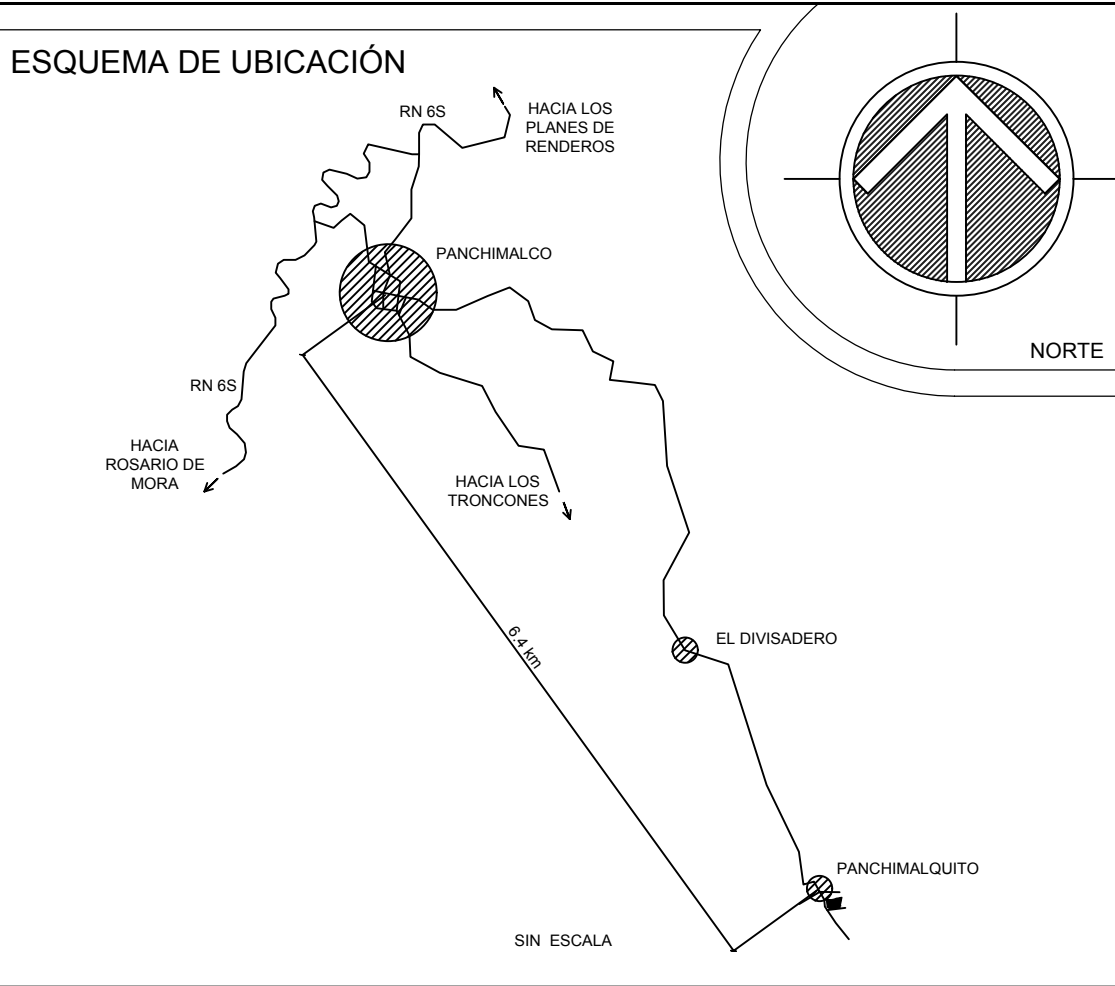 ESQUEMA DE UBICACIÓN
RN 6S
HACIA LOS
PLANES DE
RENDEROS
PANCHIMALCO
NORTE
RN 6S
HACIA
ROSARIO DE
MORA
HACIA LOS
TRONCONES
6.4 km
EL DIVISADERO
PANCHIMALQUITO
SIN ESCALA